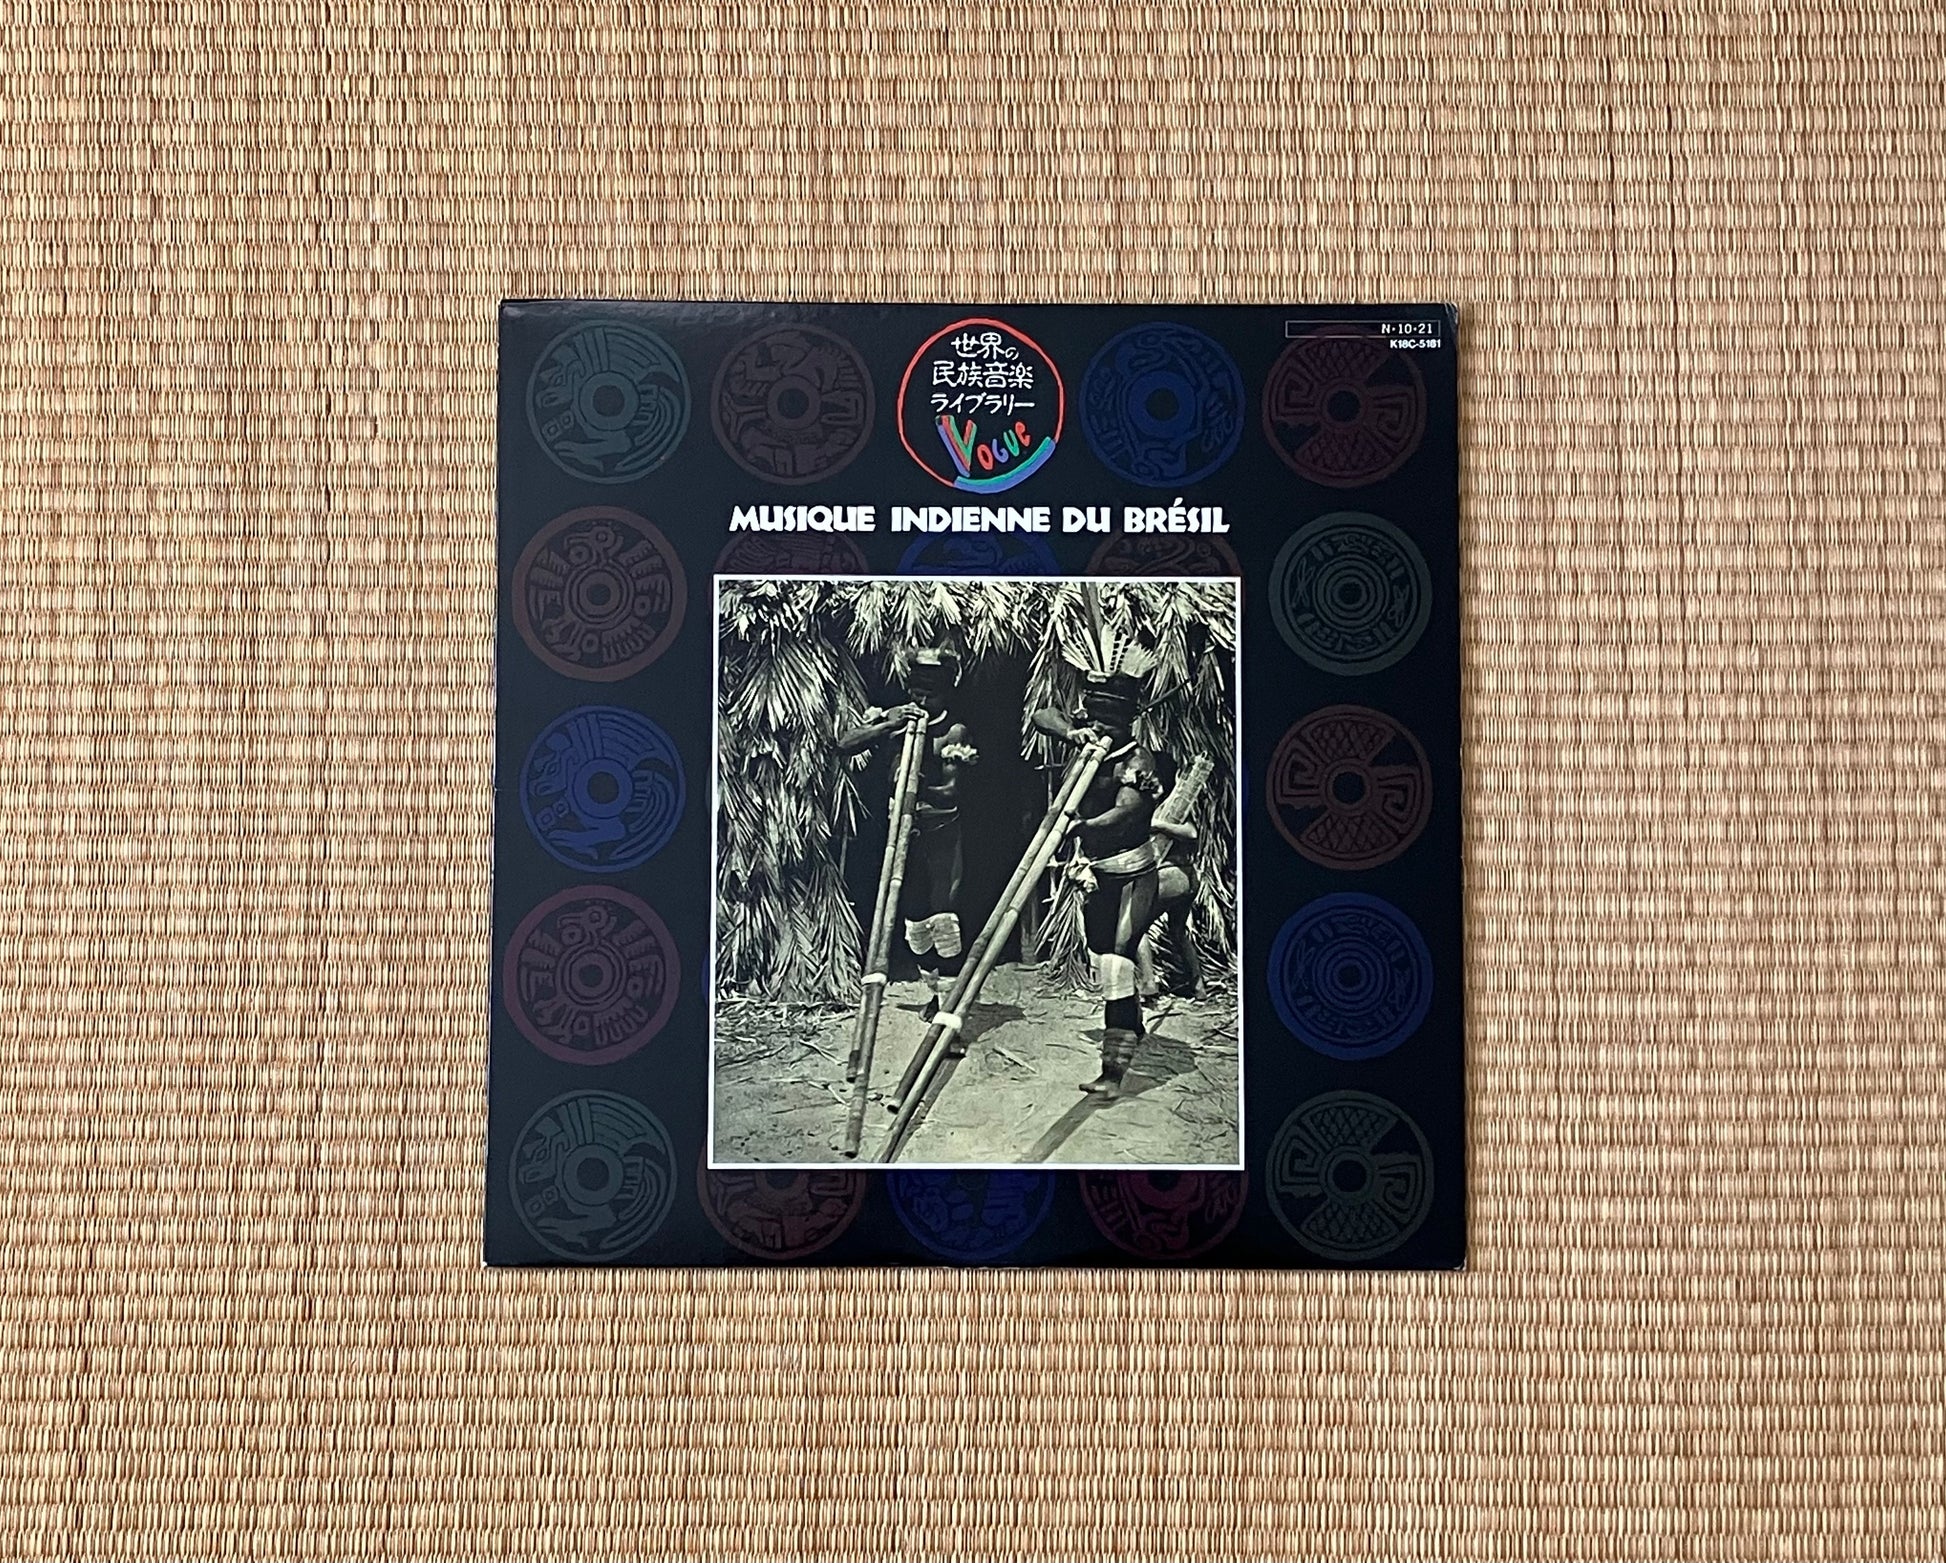 世界の
民族音楽
ライブラリー
VOGUE
N・10・21
K18C-5181
MUSIQUE INDIENNE DU BRÉSIL